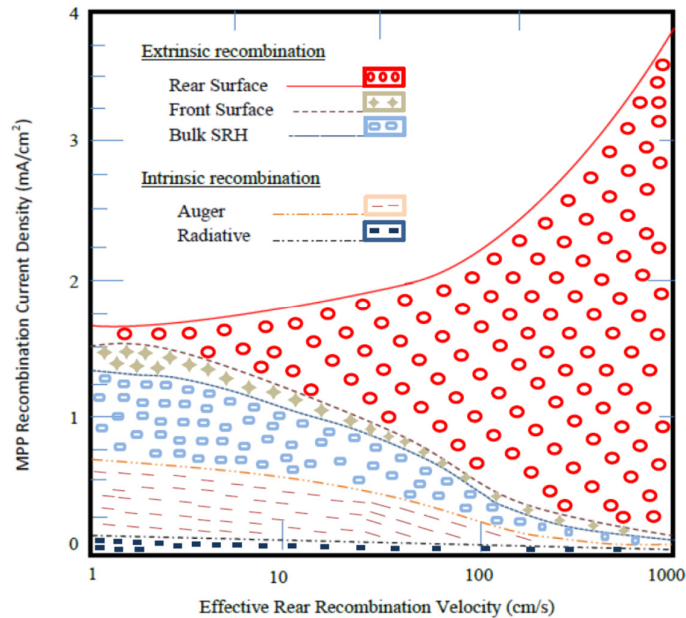 4
3
2
1
0
MPP Recombination Current Density (mA/cm²)
Extrinsic recombination
Rear Surface
Front Surface
Bulk SRH
Intrinsic recombination
Auger
Radiative
1 10 100 1000
Effective Rear Recombination Velocity (cm/s)